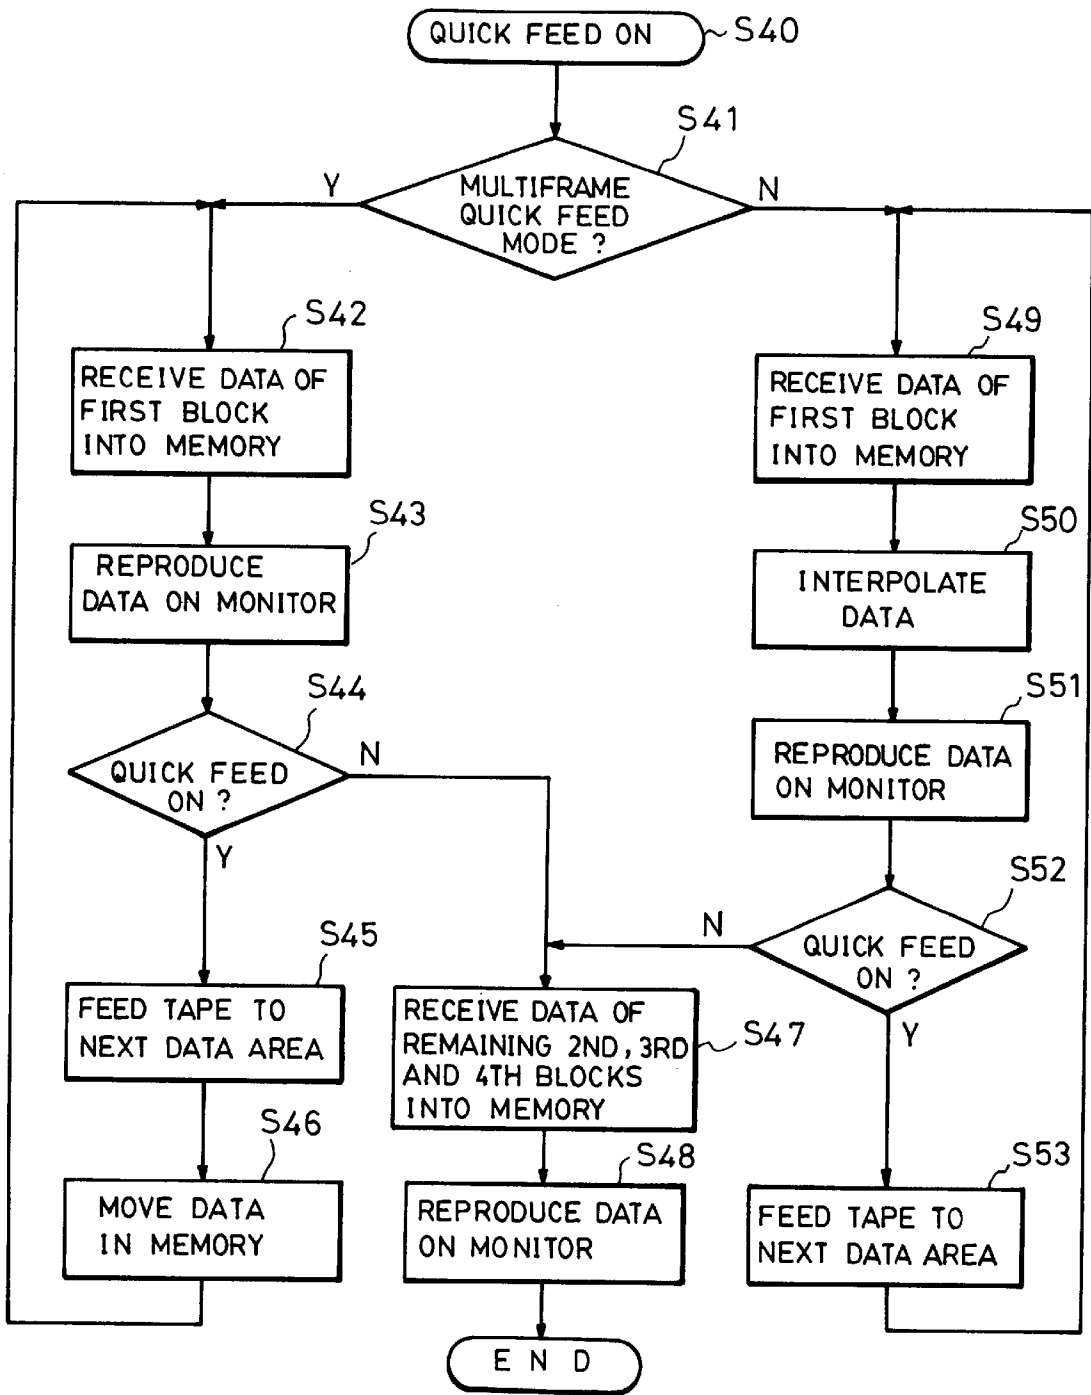 QUICK FEED ON
S40
S41
MULTIFRAME
QUICK FEED
MODE ?
Y
N
S42
RECEIVE DATA OF
FIRST BLOCK
INTO MEMORY
S43
REPRODUCE
DATA ON MONITOR
S44
QUICK FEED
ON ?
N
Y
S45
FEED TAPE TO
NEXT DATA AREA
S46
MOVE DATA
IN MEMORY
RECEIVE DATA OF
REMAINING 2ND, 3RD
AND 4TH BLOCKS
INTO MEMORY
S47
S48
REPRODUCE DATA
ON MONITOR
END
S49
RECEIVE DATA OF
FIRST BLOCK
INTO MEMORY
S50
INTERPOLATE
DATA
S51
REPRODUCE DATA
ON MONITOR
S52
QUICK FEED
ON ?
N
Y
S53
FEED TAPE TO
NEXT DATA AREA